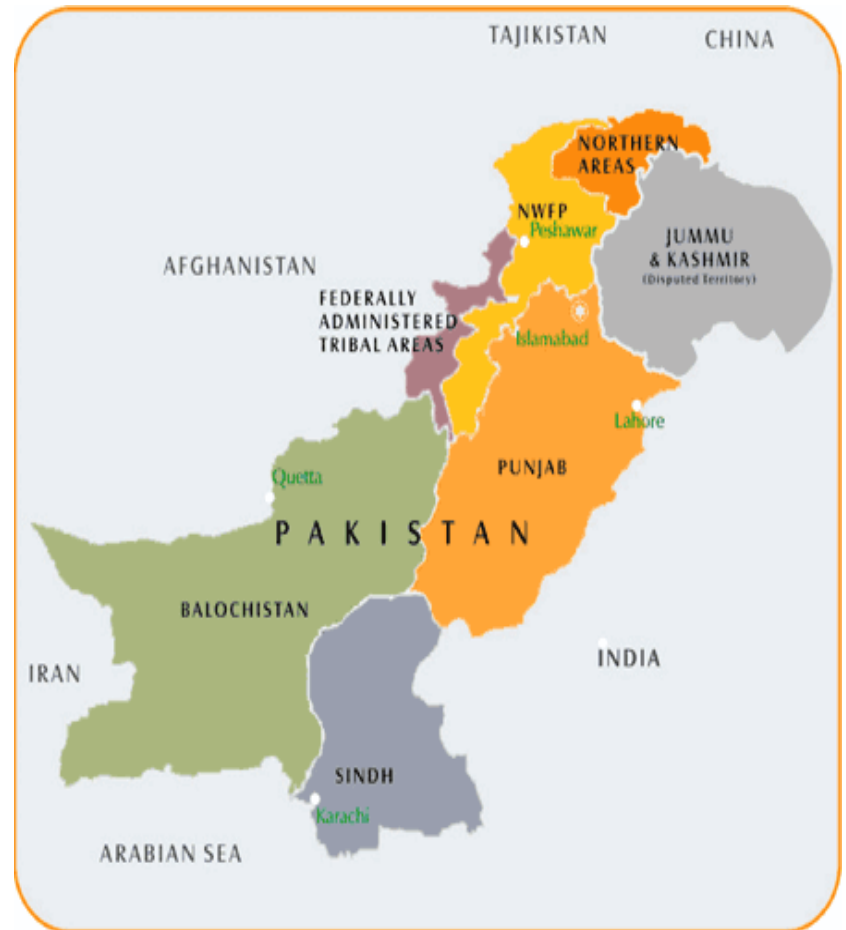 TAJIKISTAN
CHINA
NORTHERN
AREAS
NWFP
Peshawar
JUMMU
& KASHMIR
(Disputed Territory)
AFGHANISTAN
FEDERALLY
ADMINISTERED
TRIBAL AREAS
Islamabad
Lahore
PUNJAB
Quetta
PAKISTAN
BALOCHISTAN
INDIA
IRAN
SINDH
Karachi
ARABIAN SEA